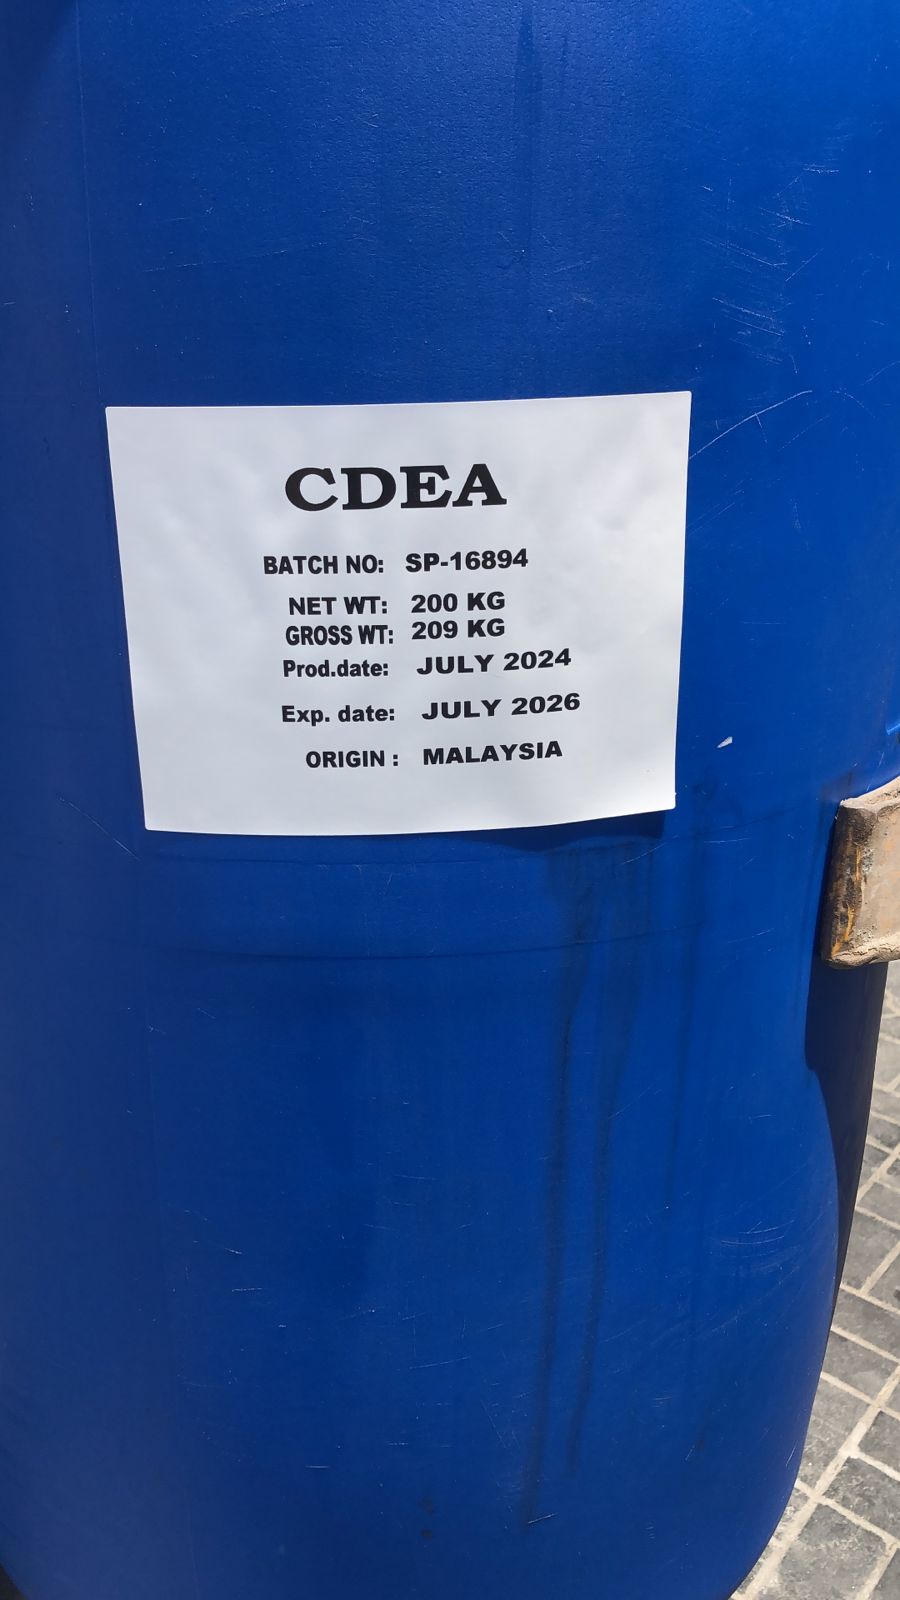 CDEA
BATCH NO: SP-16894
NET WT: 200 KG
GROSS WT: 209 KG
Prod.date: JULY 2024
Exp. date: JULY 2026
ORIGIN : MALAYSIA